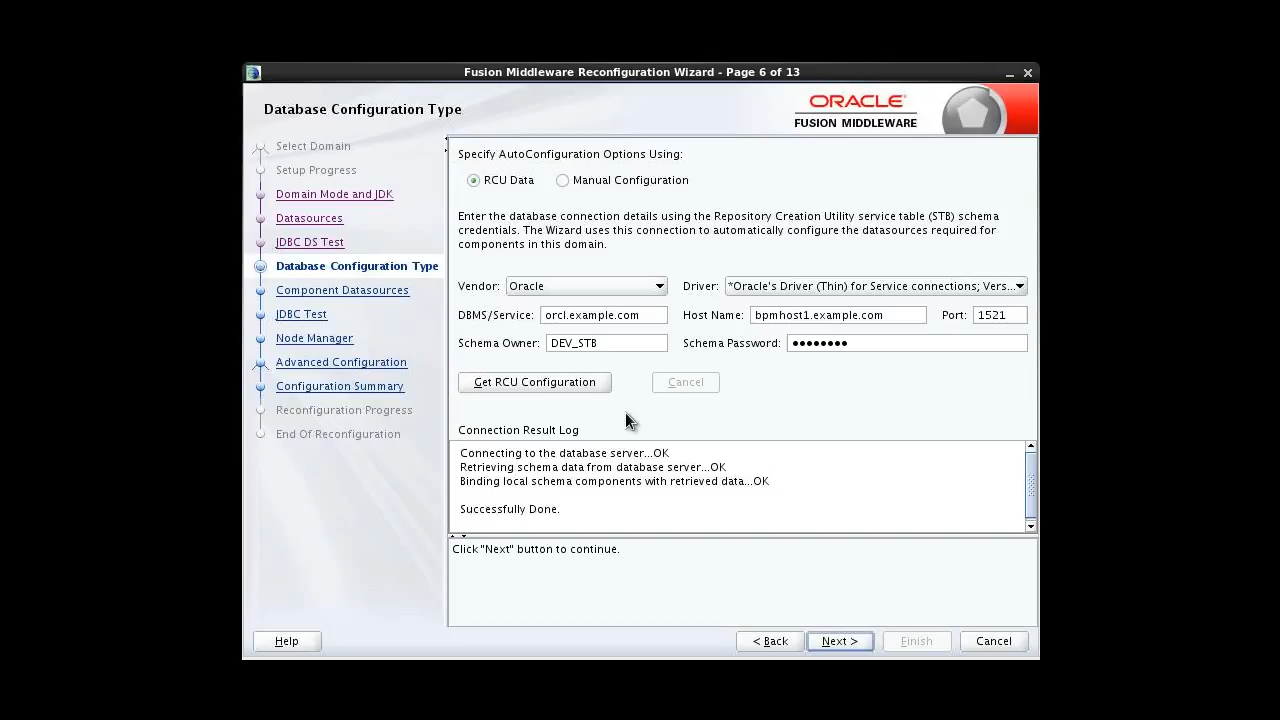 Fusion Middleware Reconfiguration Wizard - Page 6 of 13
Database Configuration Type
ORACLE
FUSION MIDDLEWARE
Select Domain
Setup Progress
Domain Mode and JDK
Datasources
JDBC DS Test
Database Configuration Type
Component Datasources
JDBC Test
Node Manager
Advanced Configuration
Configuration Summary
Reconfiguration Progress
End Of Reconfiguration
Specify AutoConfiguration Options Using:
RCU Data Manual Configuration
Enter the database connection details using the Repository Creation Utility service table (STB) schema
credentials. The Wizard uses this connection to automatically configure the datasources required for
components in this domain.
Vendor: Oracle Driver: *Oracle's Driver (Thin) for Service connections; Vers...
DBMS/Service: orcl.example.com Host Name: bpmhost1.example.com Port: 1521
Schema Owner: DEV_STB Schema Password: ••••••••
Get RCU Configuration Cancel
Connection Result Log
Connecting to the database server...OK
Retrieving schema data from database server...OK
Binding local schema components with retrieved data...OK
Successfully Done.
Click "Next" button to continue.
Help < Back Next > Finish Cancel